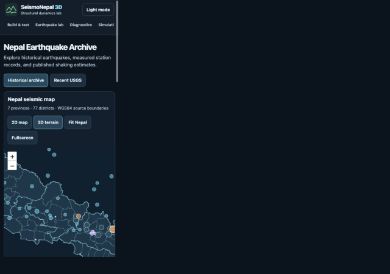 SeismoNepal 3D
Structural dynamics lab
Light mode
Build & test
Earthquake lab
Diagnostics
Simulati
Nepal Earthquake Archive
Explore historical earthquakes, measured station
records, and published shaking estimates.
Historical archive
Recent USGS
Nepal seismic map
7 provinces · 77 districts · WGS84 source boundaries
2D map
3D terrain
Fit Nepal
Fullscreen
+
−